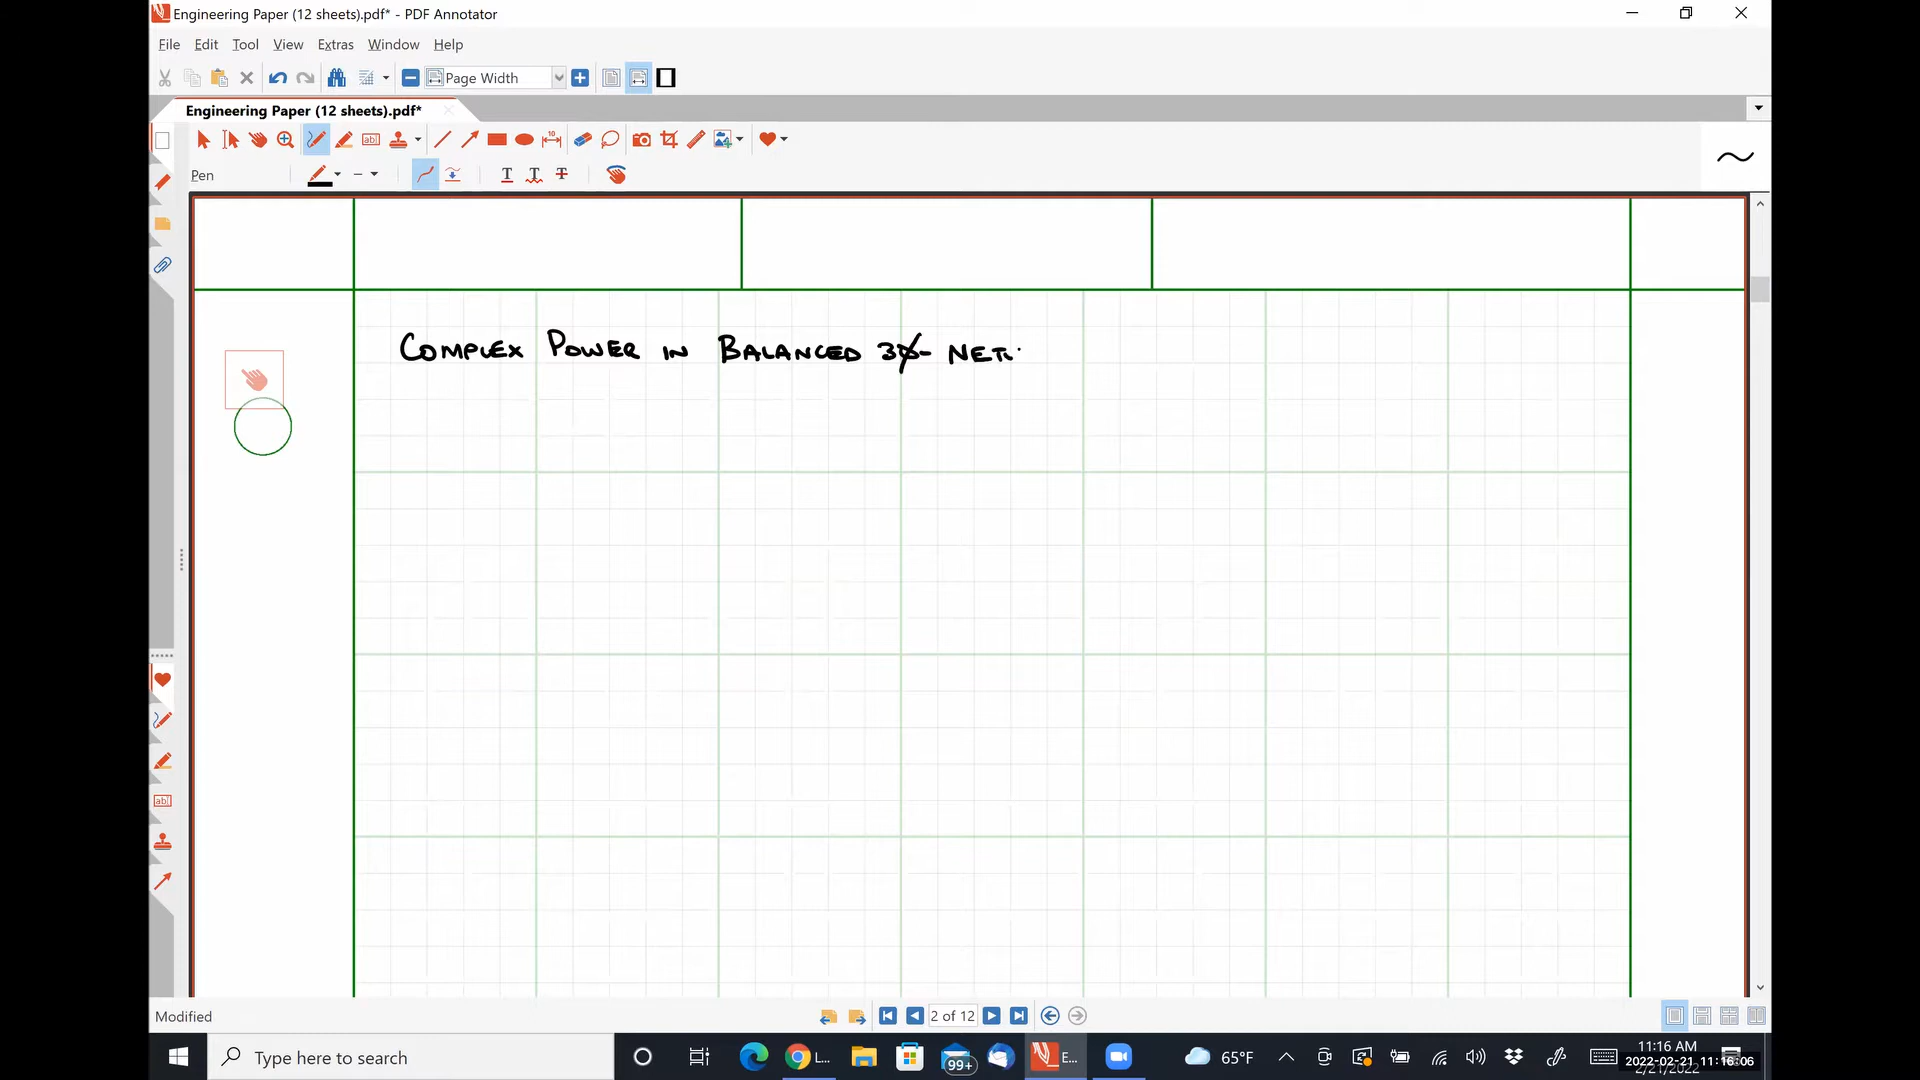 Engineering Paper (12 sheets).pdf* - PDF Annotator
File Edit Tool View Extras Window Help
Page Width
Engineering Paper (12 sheets).pdf*
Pen
COMPLEX POWER IN BALANCED 3ϕ
Modified
2 of 12
Type here to search
L...
99+
E...
65°F
11:16 AM
2022-02-21 11:16:06